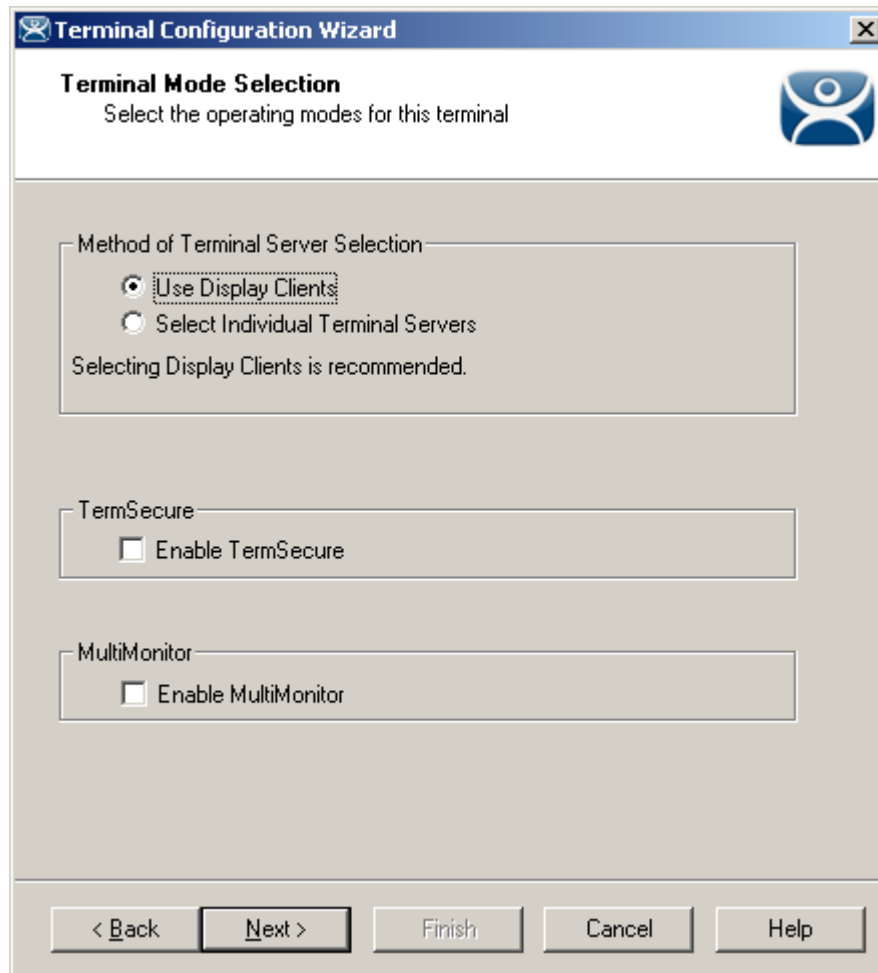 Terminal Configuration Wizard
Terminal Mode Selection
Select the operating modes for this terminal
Method of Terminal Server Selection
Use Display Clients
Select Individual Terminal Servers
Selecting Display Clients is recommended.
TermSecure
Enable TermSecure
MultiMonitor
Enable MultiMonitor
< Back Next > Finish Cancel Help